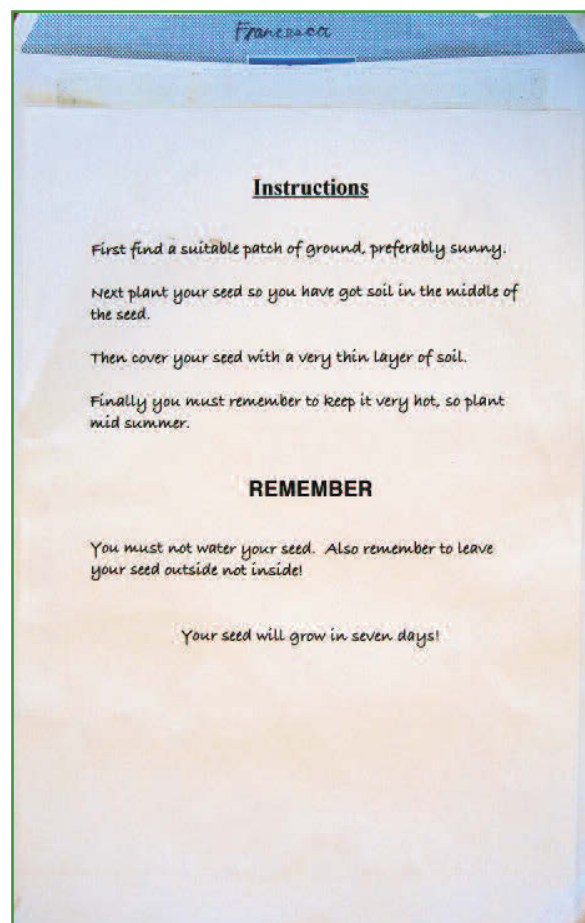 Francesca
Instructions
First find a suitable patch of ground, preferably sunny.
Next plant your seed so you have got soil in the middle of
the seed.
Then cover your seed with a very thin layer of soil.
Finally you must remember to keep it very hot, so plant
mid summer.
REMEMBER
You must not water your seed.  Also remember to leave
your seed outside not inside!
Your seed will grow in seven days!